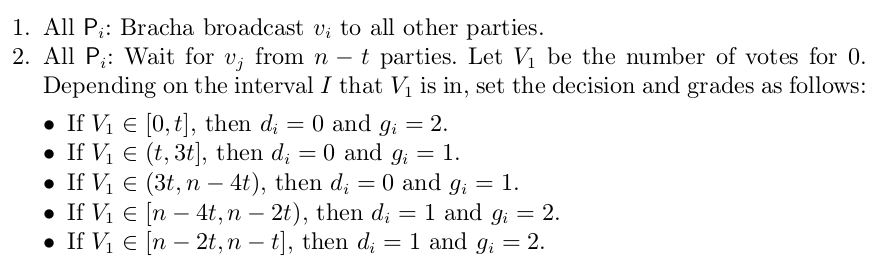 1. All P_i: Bracha broadcast v_i to all other parties.
2. All P_i: Wait for v_j from n − t parties. Let V_1 be the number of votes for 0.
Depending on the interval I that V_1 is in, set the decision and grades as follows:
• If V_1 ∈ [0, t], then d_i = 0 and g_i = 2.
• If V_1 ∈ (t, 3t], then d_i = 0 and g_i = 1.
• If V_1 ∈ (3t, n − 4t), then d_i = 0 and g_i = 1.
• If V_1 ∈ [n − 4t, n − 2t), then d_i = 1 and g_i = 2.
• If V_1 ∈ [n − 2t, n − t], then d_i = 1 and g_i = 2.